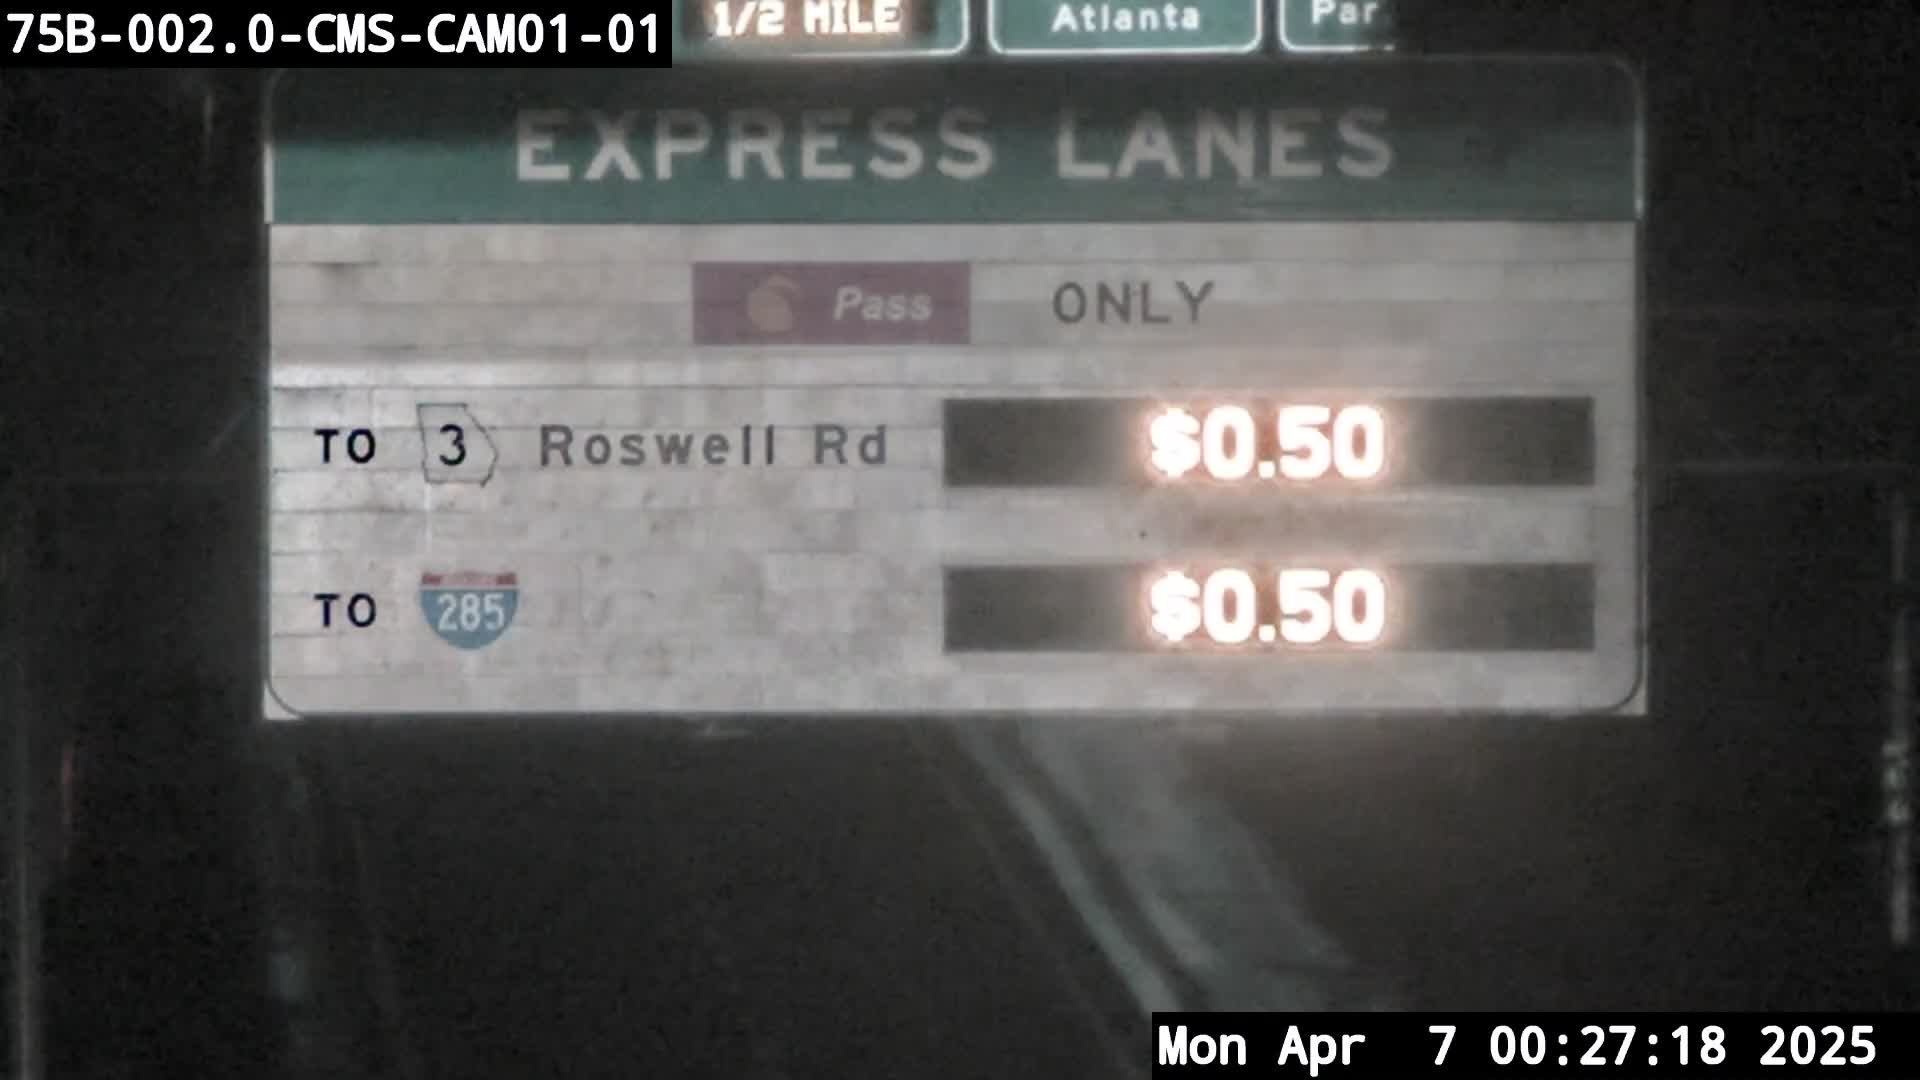 75B-002.0-CMS-CAM01-01
1/2 MILE
Atlanta
EXPRESS LANES
Pass ONLY
TO 3 Roswell Rd $0.50
TO 285 $0.50
Mon Apr 7 00:27:18 2025